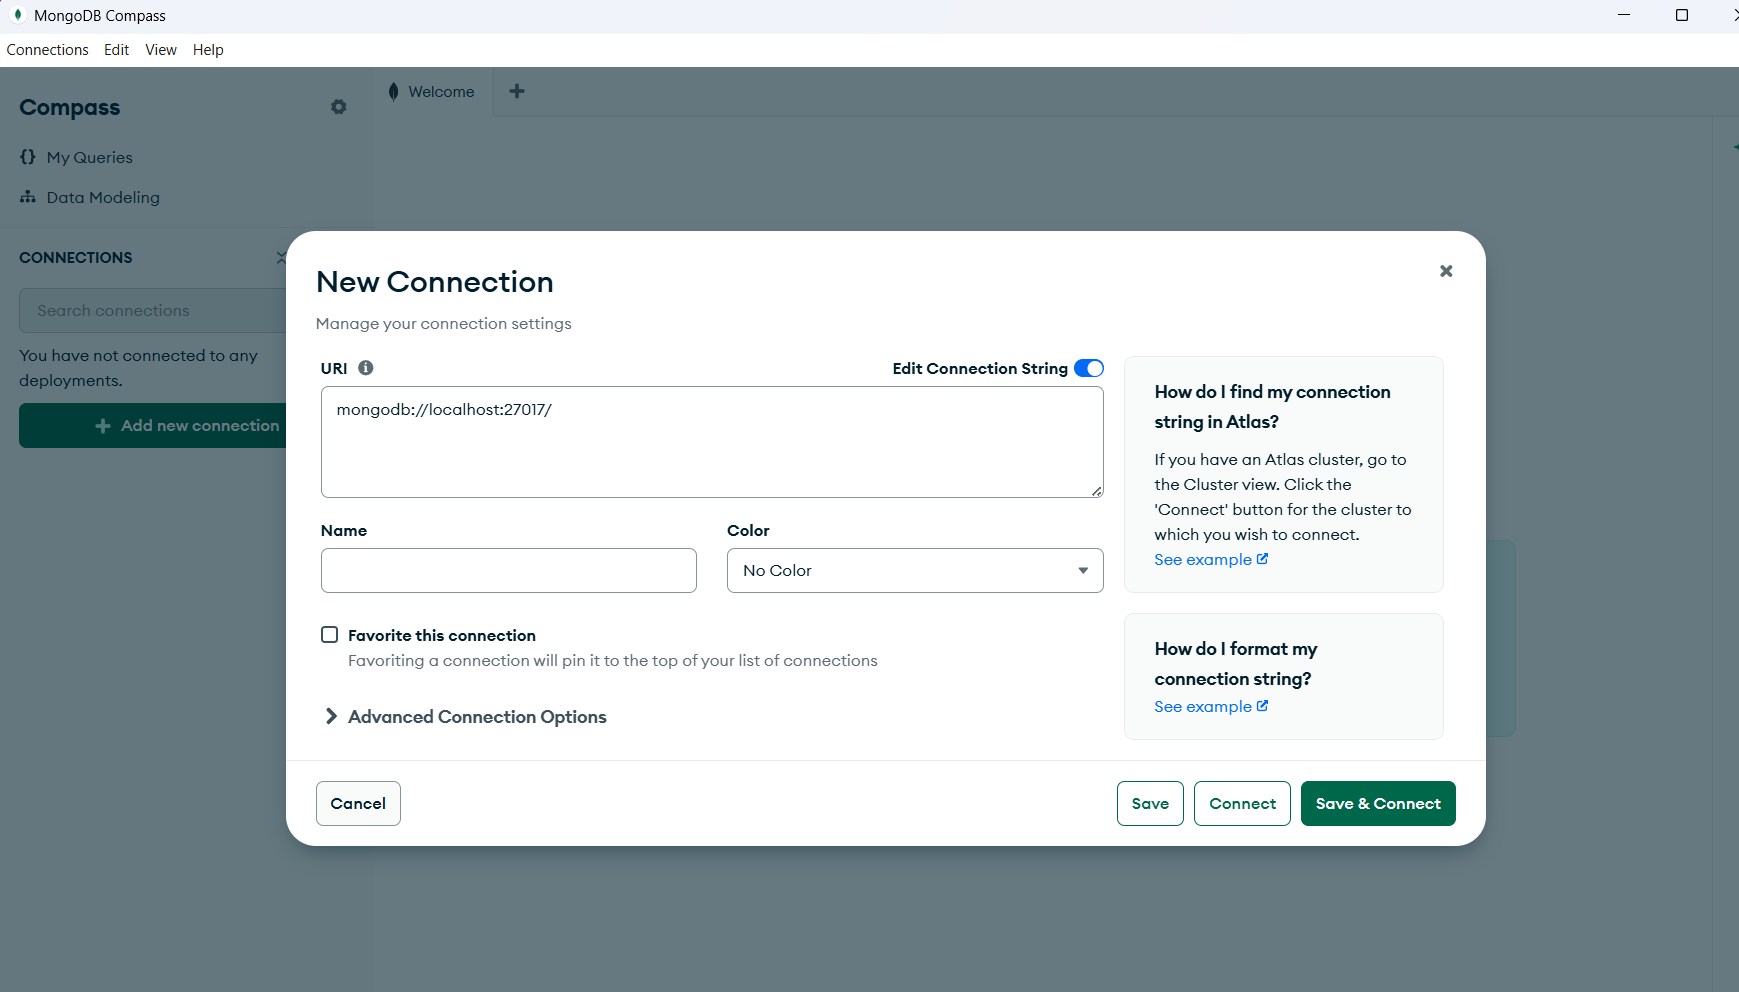 MongoDB Compass
Connections Edit View Help
Compass
Welcome
My Queries
Data Modeling
CONNECTIONS
Search connections
You have not connected to any
deployments.
Add new connection
New Connection
Manage your connection settings
URI
Edit Connection String
mongodb://localhost:27017/
Name
Color
No Color
Favorite this connection
Favoriting a connection will pin it to the top of your list of connections
Advanced Connection Options
How do I find my connection
string in Atlas?
If you have an Atlas cluster, go to
the Cluster view. Click the
'Connect' button for the cluster to
which you wish to connect.
See example
How do I format my
connection string?
See example
Cancel
Save
Connect
Save & Connect